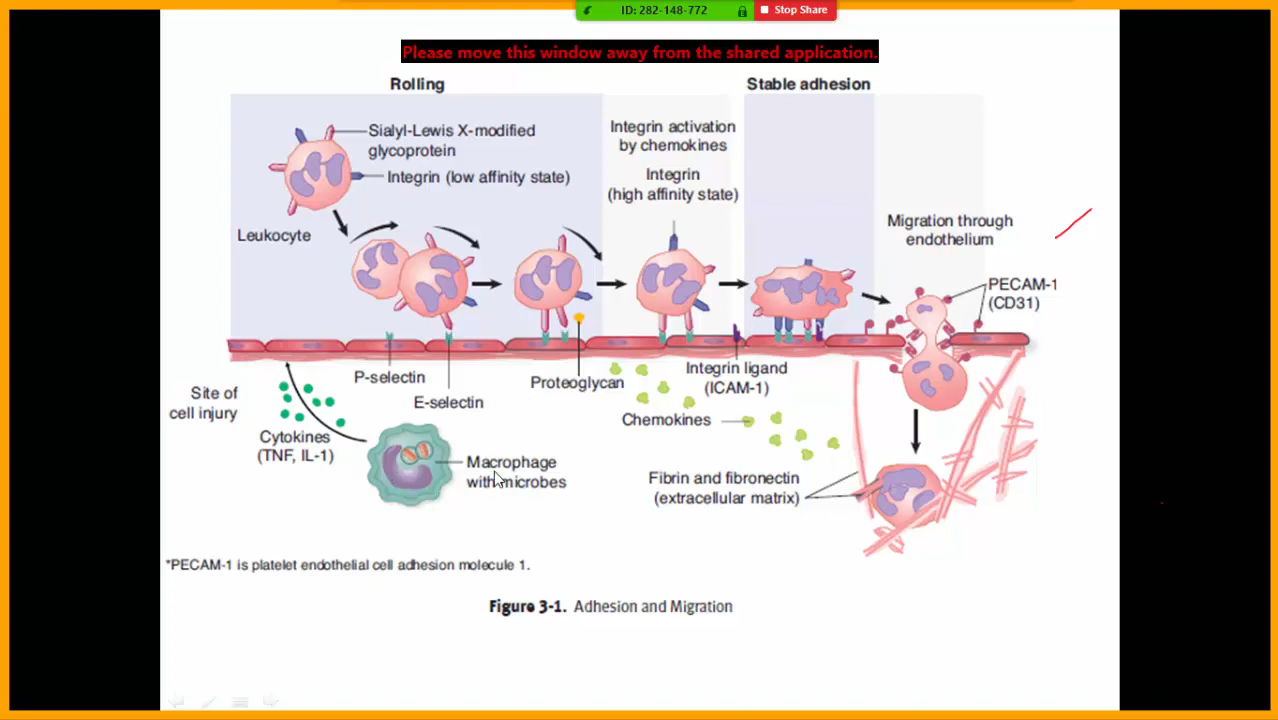 ID: 282-148-772
Stop Share
Please move this window away from the shared application.
Rolling
Stable adhesion
Sialyl-Lewis X-modified
glycoprotein
Integrin (low affinity state)
Leukocyte
Integrin activation
by chemokines
Integrin
(high affinity state)
Migration through
endothelium
PECAM-1
(CD31)
P-selectin
E-selectin
Proteoglycan
Integrin ligand
(ICAM-1)
Site of
cell injury
Cytokines
(TNF, IL-1)
Chemokines
Macrophage
with microbes
Fibrin and fibronectin
(extracellular matrix)
*PECAM-1 is platelet endothelial cell adhesion molecule 1.
Figure 3-1. Adhesion and Migration